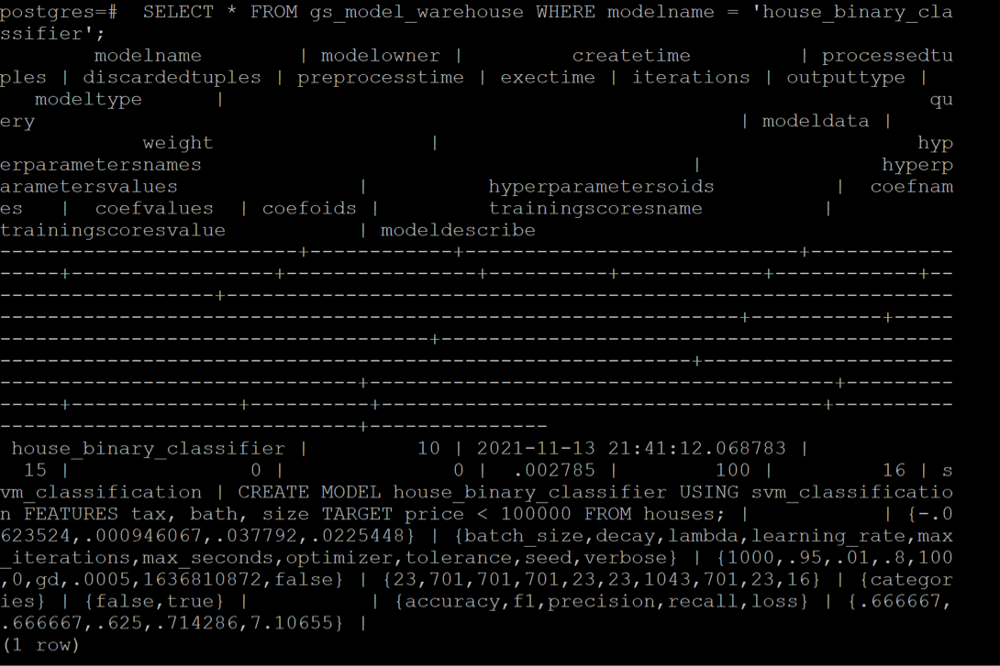 postgres=#  SELECT * FROM gs_model_warehouse WHERE modelname = 'house_binary_cla
ssifier';
        modelname         | modelowner |         createtime         | processedtu
ples | discardedtuples | preprocesstime | exectime | iterations | outputtype |
   modeltype      |                                                            qu
ery                                                           | modeldata |
            weight                   |                                        hyp
erparametersnames                                         |               hyperp
arametersvalues               |          hyperparametersoids          |  coefnam
es   |  coefvalues  | coefoids |         trainingscoresname          |
trainingscoresvalue           | modeldescribe
-------------------------+------------+----------------------------+------------
-----+-----------------+----------------+----------+------------+------------+--
------------------+-------------------------------------------------------------
--------------------------------------------------------------+-----------+-----
------------------------------------+-------------------------------------------
----------------------------------------------------------+---------------------
------------------------------+---------------------------------------+---------
-----+--------------+----------+-------------------------------------+----------
------------------------------+---------------
 house_binary_classifier |         10 | 2021-11-13 21:41:12.068783 |
  15 |               0 |              0 |  .002785 |        100 |         16 | s
vm_classification | CREATE MODEL house_binary_classifier USING svm_classificatio
n FEATURES tax, bath, size TARGET price < 100000 FROM houses; |           | {-.0
623524,.000946067,.037792,.0225448} | {batch_size,decay,lambda,learning_rate,max
_iterations,max_seconds,optimizer,tolerance,seed,verbose} | {1000,.95,.01,.8,100
,0,gd,.0005,1636810872,false} | {23,701,701,701,23,23,1043,701,23,16} | {categor
ies} | {false,true} |          | {accuracy,f1,precision,recall,loss} | {.666667,
.666667,.625,.714286,7.10655} |
(1 row)